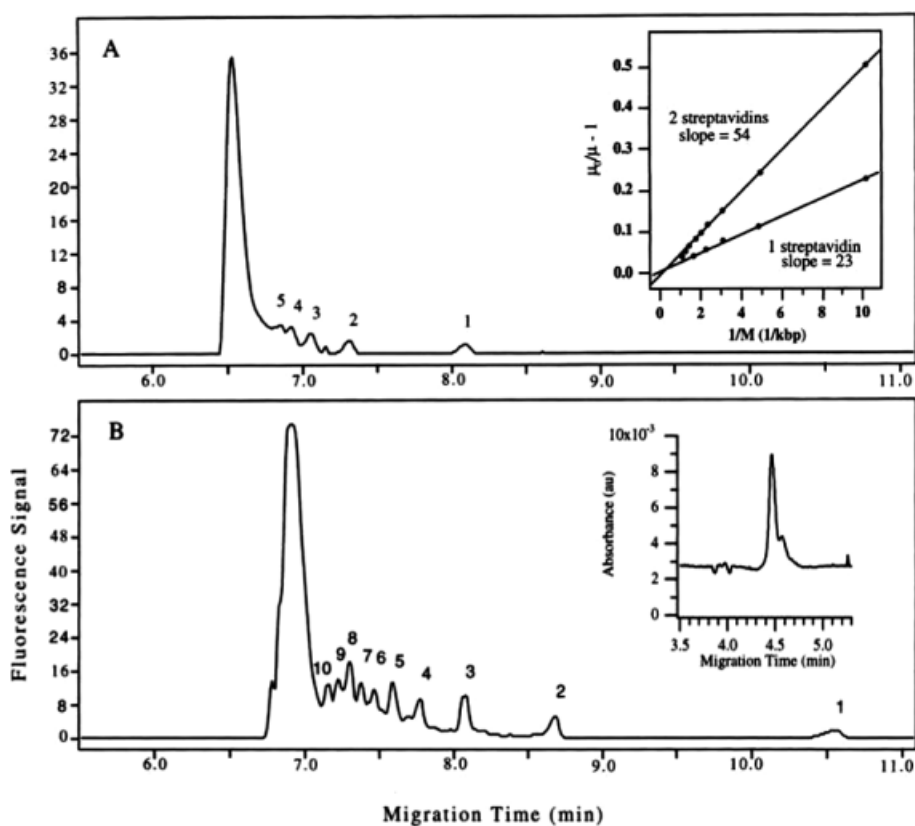 A
36
32
28
24
20
16
12
8
4
0
5 4 3 2 1
6.0 7.0 8.0 9.0 10.0 11.0
0.5
0.4
0.3
0.2
0.1
0.0
μ₀/μ - 1
2 streptavidins
slope = 54
1 streptavidin
slope = 23
0 2 4 6 8 10
1/M (1/kbp)
B
Fluorescence Signal
72
64
56
48
40
32
24
16
8
0
10 9 8 7 6 5 4 3 2 1
6.0 7.0 8.0 9.0 10.0 11.0
Migration Time (min)
10x10⁻³
8
6
4
2
0
Absorbance (au)
3.5 4.0 4.5 5.0
Migration Time (min)